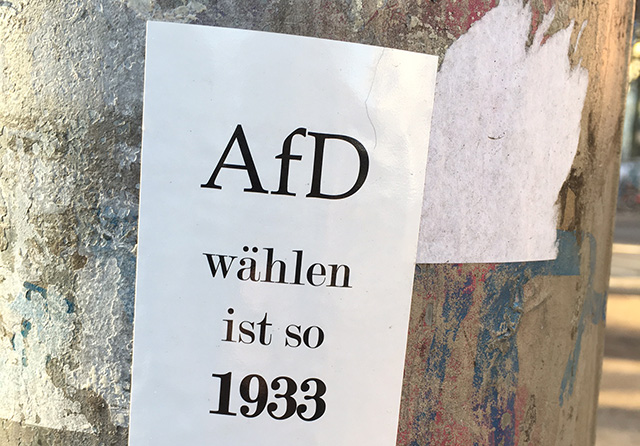 AfD
wählen
ist so
1933